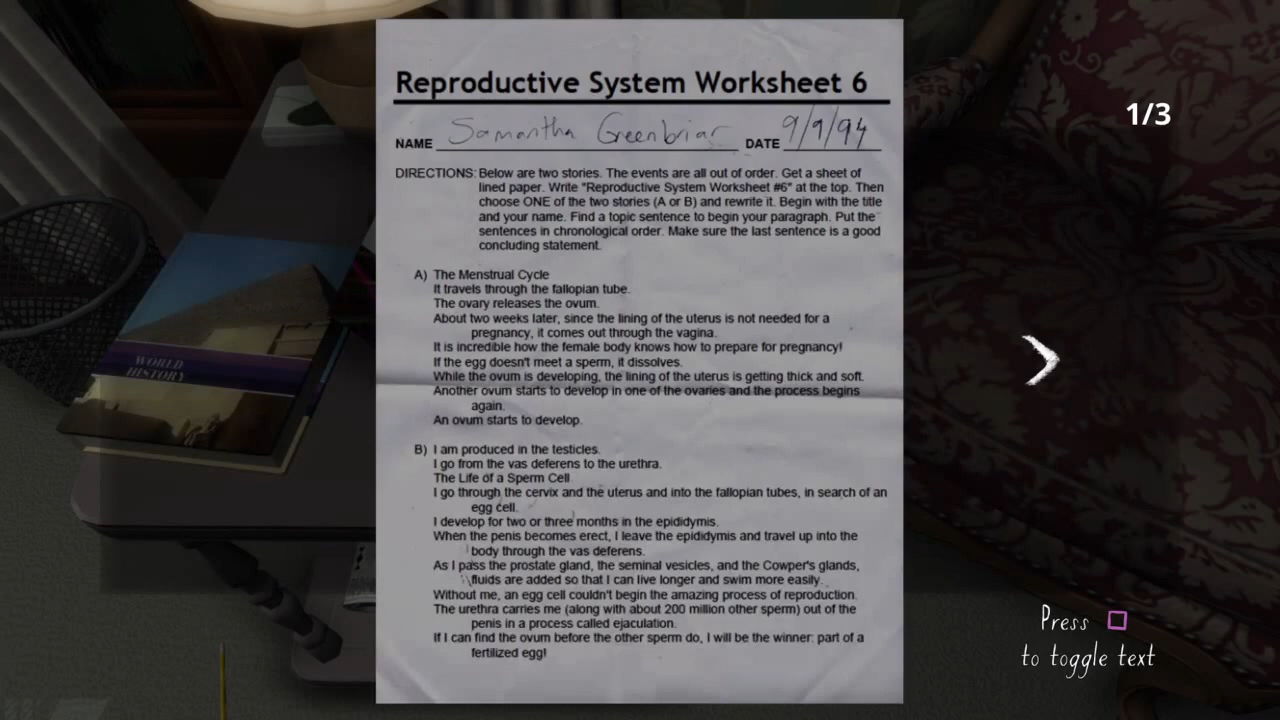 Reproductive System Worksheet 6
1/3
NAME Samantha Greenbriar DATE 9/9/94
DIRECTIONS: Below are two stories. The events are all out of order. Get a sheet of
lined paper. Write "Reproductive System Worksheet #6" at the top. Then
choose ONE of the two stories (A or B) and rewrite it. Begin with the title
and your name. Find a topic sentence to begin your paragraph. Put the
sentences in chronological order. Make sure the last sentence is a good
concluding statement.
A) The Menstrual Cycle
It travels through the fallopian tube.
The ovary releases the ovum.
About two weeks later, since the lining of the uterus is not needed for a
pregnancy, it comes out through the vagina.
It is incredible how the female body knows how to prepare for pregnancy!
If the egg doesn't meet a sperm, it dissolves.
While the ovum is developing, the lining of the uterus is getting thick and soft.
Another ovum starts to develop in one of the ovaries and the process begins
again.
An ovum starts to develop.
B) I am produced in the testicles.
I go from the vas deferens to the urethra.
The Life of a Sperm Cell
I go through the cervix and the uterus and into the fallopian tubes, in search of an
egg cell.
I develop for two or three months in the epididymis.
When the penis becomes erect, I leave the epididymis and travel up into the
body through the vas deferens.
As I pass the prostate gland, the seminal vesicles, and the Cowper's glands,
fluids are added so that I can live longer and swim more easily.
Without me, an egg cell couldn't begin the amazing process of reproduction.
The urethra carries me (along with about 200 million other sperm) out of the
penis in a process called ejaculation.
If I can find the ovum before the other sperm do, I will be the winner: part of a
fertilized egg!
WORLD
HISTORY
Press
to toggle text